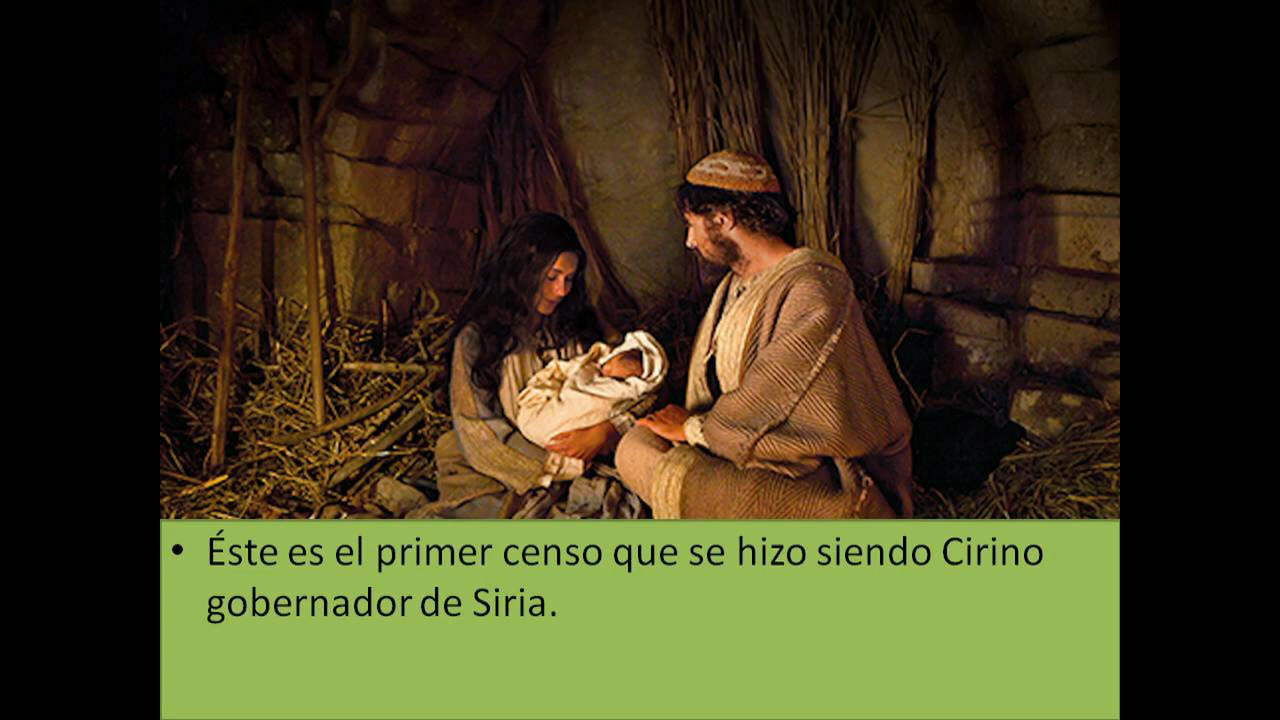 • Éste es el primer censo que se hizo siendo Cirino
gobernador de Siria.